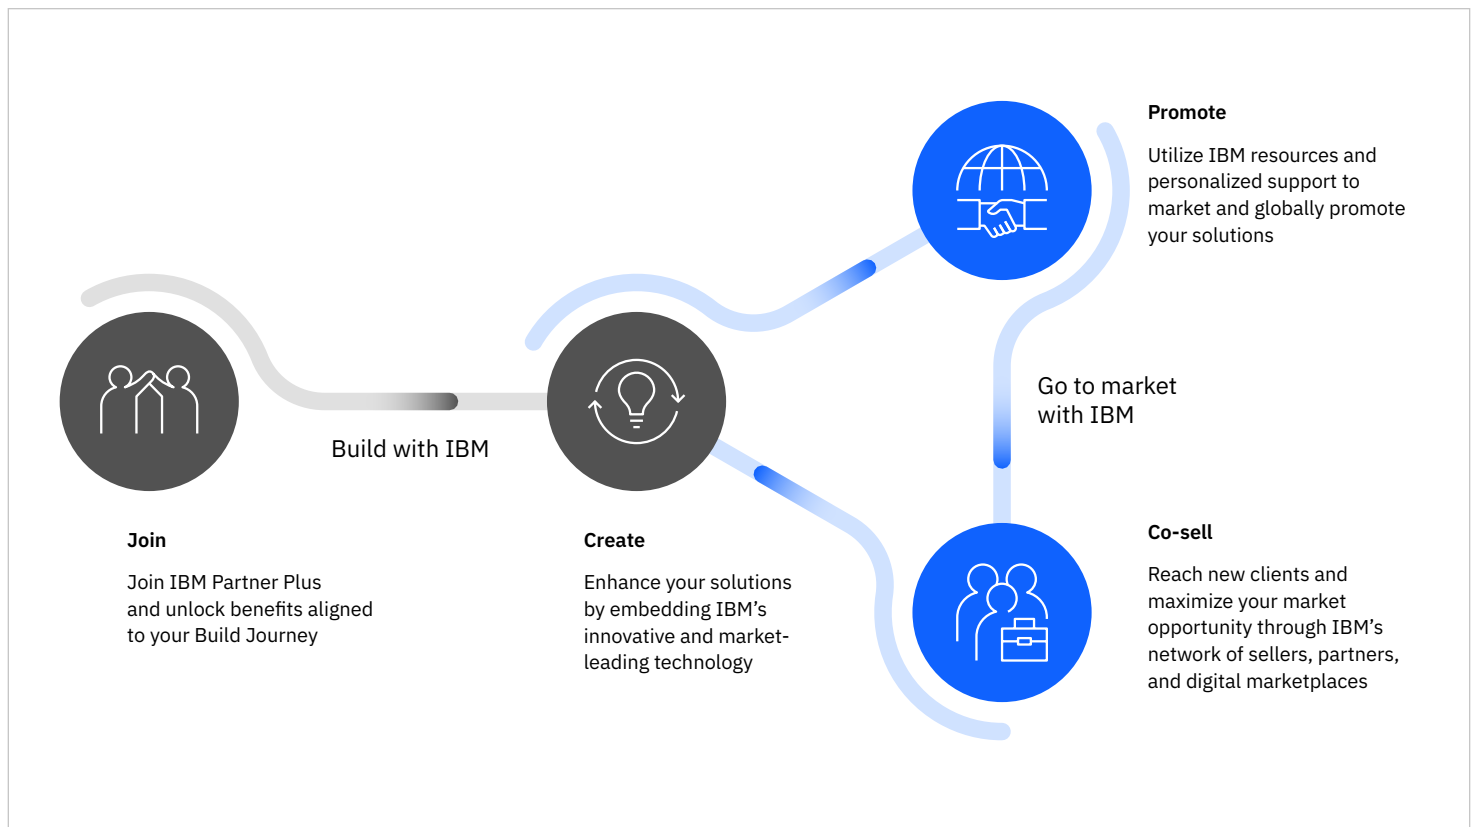 Build with IBM
Join
Join IBM Partner Plus
and unlock benefits aligned
to your Build Journey
Create
Enhance your solutions
by embedding IBM’s
innovative and market-
leading technology
Promote
Utilize IBM resources and
personalized support to
market and globally promote
your solutions
Go to market
with IBM
Co-sell
Reach new clients and
maximize your market
opportunity through IBM’s
network of sellers, partners,
and digital marketplaces